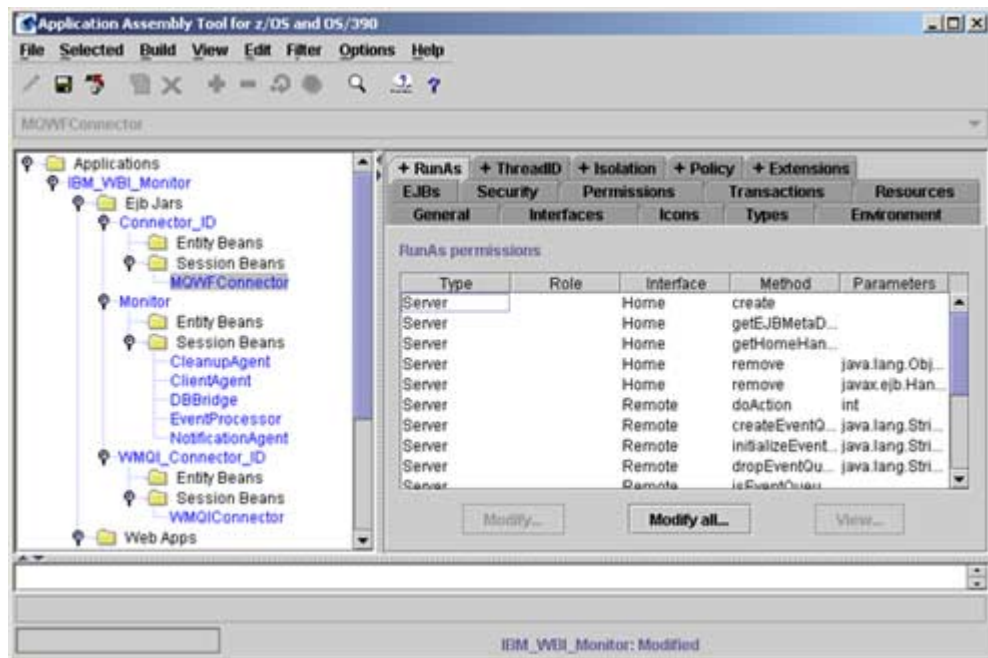 Application Assembly Tool for z/OS and OS/390
File Selected Build View Edit Filter Options Help
MQWFConnector
Applications
IBM_WBI_Monitor
Ejb Jars
Connector_ID
Entity Beans
Session Beans
MQWFConnector
Monitor
Entity Beans
Session Beans
CleanupAgent
ClientAgent
DBBridge
EventProcessor
NotificationAgent
WMQI_Connector_ID
Entity Beans
Session Beans
WMQIConnector
Web Apps
+ RunAs + ThreadID + Isolation + Policy + Extensions
EJBs Security Permissions Transactions Resources
General Interfaces Icons Types Environment
RunAs permissions
Type Role Interface Method Parameters
Server Home create
Server Home getEJBMetaD...
Server Home getHomeHan...
Server Home remove java.lang.Obj...
Server Home remove javax.ejb.Han...
Server Remote doAction int
Server Remote createEventQ... java.lang.Stri...
Server Remote initializeEvent... java.lang.Stri...
Server Remote dropEventQu... java.lang.Stri...
Server Remote isEventQueu...
Modify... Modify all... View...
IBM_WBI_Monitor: Modified